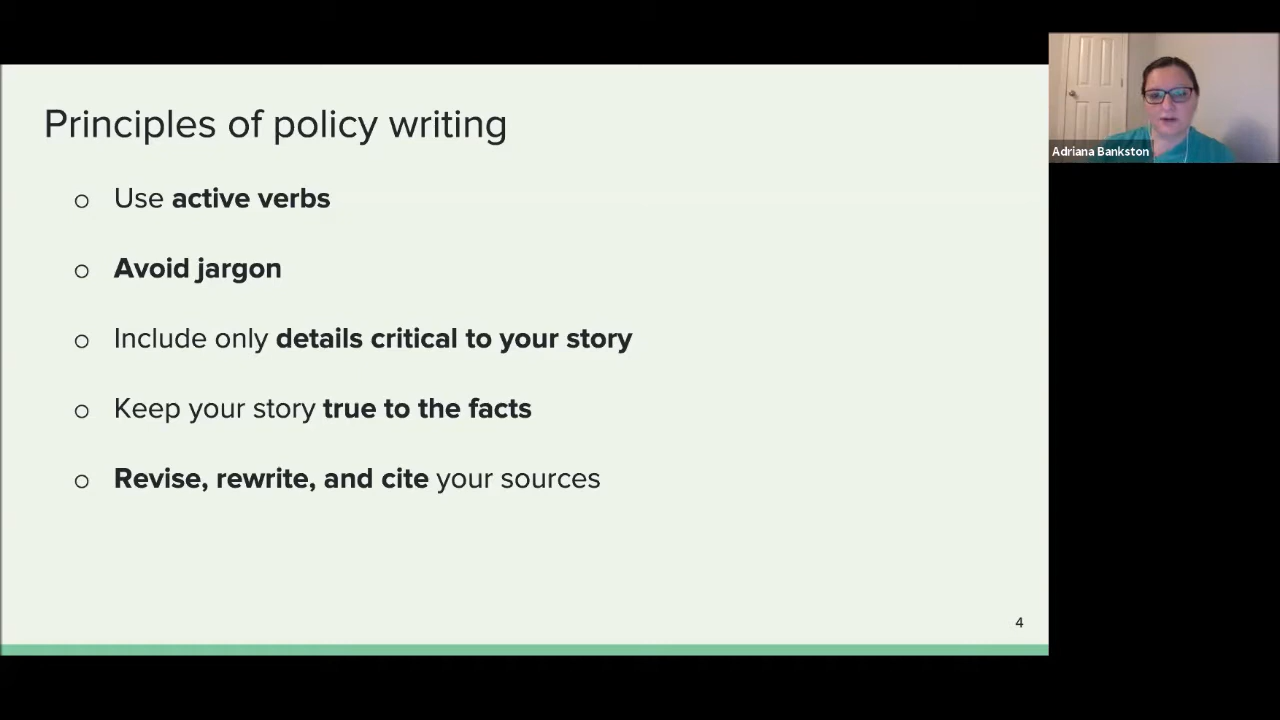 Principles of policy writing
Use active verbs
Avoid jargon
Include only details critical to your story
Keep your story true to the facts
Revise, rewrite, and cite your sources
4
Adriana Bankston